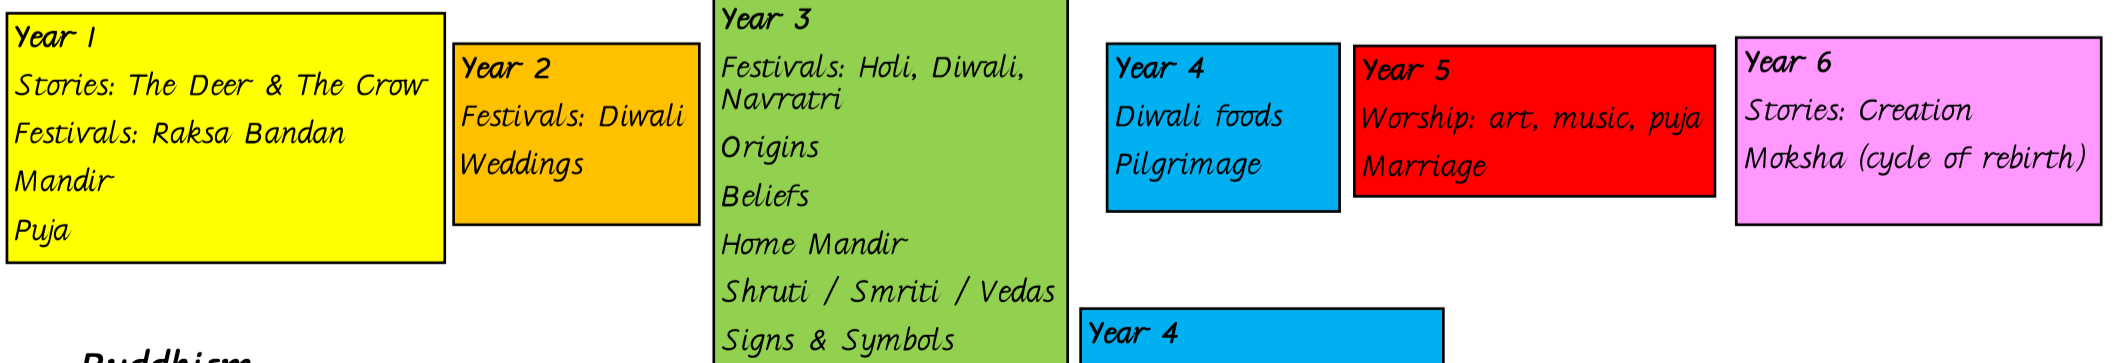 Year 1
Stories: The Deer & The Crow
Festivals: Raksa Bandan
Mandir
Puja
Year 2
Festivals: Diwali
Weddings
Year 3
Festivals: Holi, Diwali,
Navratri
Origins
Beliefs
Home Mandir
Shruti / Smriti / Vedas
Signs & Symbols
Year 4
Diwali foods
Pilgrimage
Year 5
Worship: art, music, puja
Marriage
Year 6
Stories: Creation
Moksha (cycle of rebirth)
Buddhism
Year 4